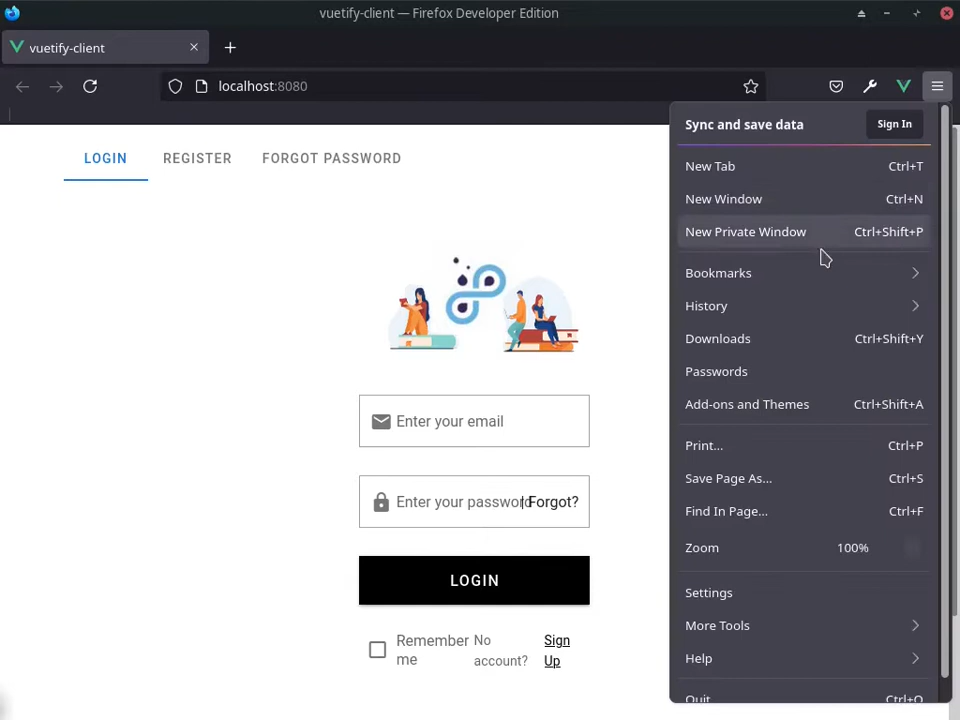 vuetify-client — Firefox Developer Edition
vuetify-client
localhost:8080
Sync and save data Sign In
LOGIN REGISTER FORGOT PASSWORD
New Tab Ctrl+T
New Window Ctrl+N
New Private Window Ctrl+Shift+P
Bookmarks
History
Downloads Ctrl+Shift+Y
Passwords
Add-ons and Themes Ctrl+Shift+A
Print... Ctrl+P
Save Page As... Ctrl+S
Find In Page... Ctrl+F
Zoom 100%
Settings
More Tools
Help
Quit Ctrl+Q
Enter your email
Enter your password
| Forgot?
LOGIN
Remember me
No account?
Sign Up